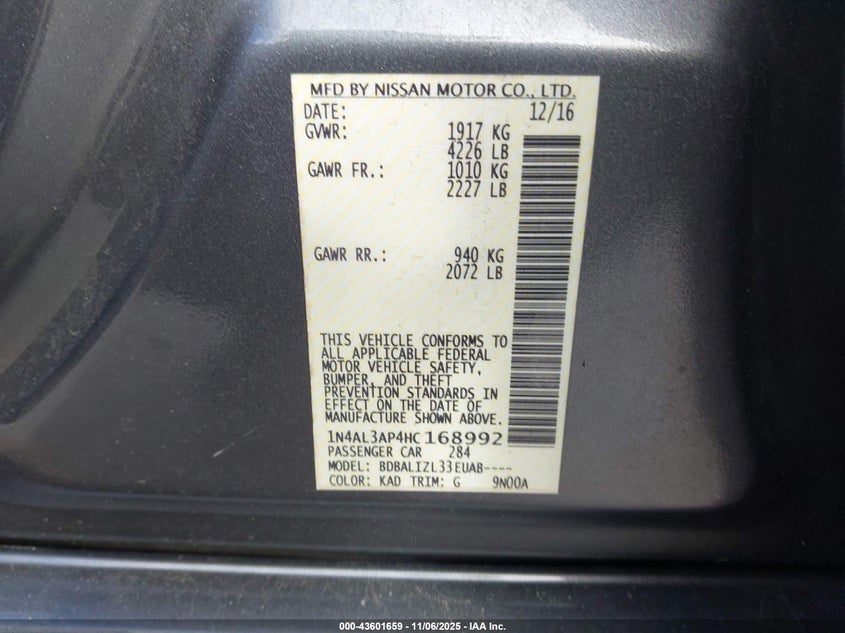 MFD BY NISSAN MOTOR CO., LTD.
DATE: 12/16
GVWR: 1917 KG
4226 LB
GAWR FR.: 1010 KG
2227 LB
GAWR RR.: 940 KG
2072 LB
THIS VEHICLE CONFORMS TO
ALL APPLICABLE FEDERAL
MOTOR VEHICLE SAFETY,
BUMPER, AND THEFT
PREVENTION STANDARDS IN
EFFECT ON THE DATE OF
MANUFACTURE SHOWN ABOVE.
1N4AL3AP4HC168992
PASSENGER CAR 284
MODEL: BDBALIZL33EUAB----
COLOR: KAD TRIM: G 9N00A
000-43601659 - 11/06/2025 - IAA Inc.